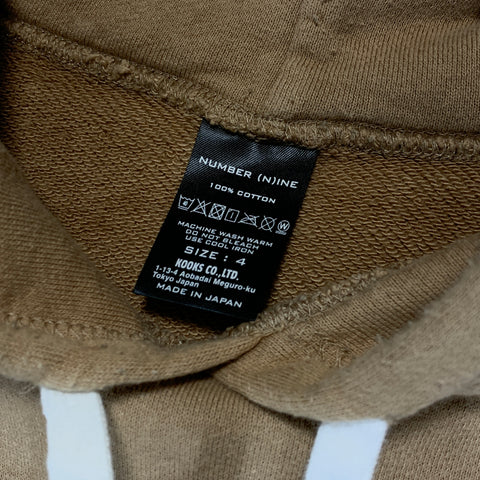 NUMBER (N)INE
100% COTTON
MACHINE WASH WARM
DO NOT BLEACH
USE COOL IRON
SIZE : 4
KOOKS CO.,LTD.
1-13-4 Aobadai Meguro-ku
Tokyo Japan
MADE IN JAPAN